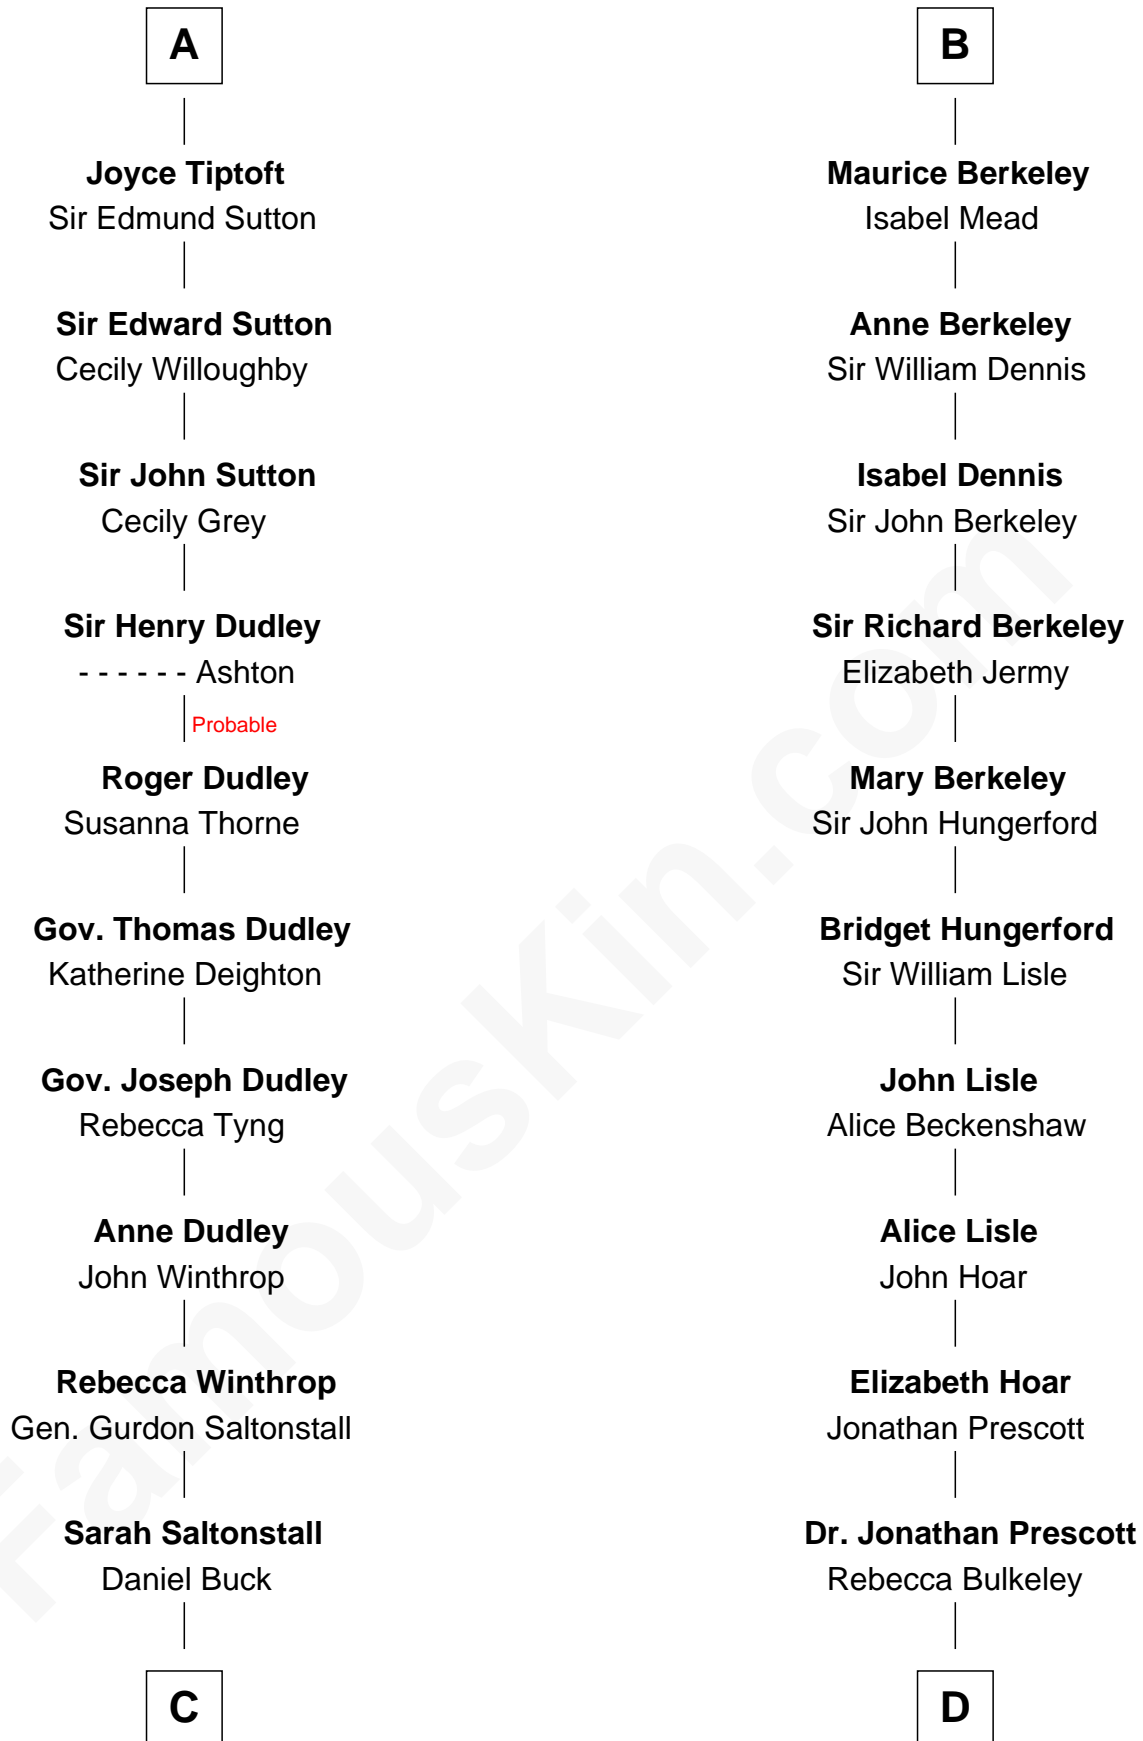 A
Joyce Tiptoft
Sir Edmund Sutton
Sir Edward Sutton
Cecily Willoughby
Sir John Sutton
Cecily Grey
Sir Henry Dudley
- - - - - - Ashton
Probable
Roger Dudley
Susanna Thorne
Gov. Thomas Dudley
Katherine Deighton
Gov. Joseph Dudley
Rebecca Tyng
Anne Dudley
John Winthrop
Rebecca Winthrop
Gen. Gurdon Saltonstall
Sarah Saltonstall
Daniel Buck
C
B
Maurice Berkeley
Isabel Mead
Anne Berkeley
Sir William Dennis
Isabel Dennis
Sir John Berkeley
Sir Richard Berkeley
Elizabeth Jermy
Mary Berkeley
Sir John Hungerford
Bridget Hungerford
Sir William Lisle
John Lisle
Alice Beckenshaw
Alice Lisle
John Hoar
Elizabeth Hoar
Jonathan Prescott
Dr. Jonathan Prescott
Rebecca Bulkeley
D
FamousKin.com